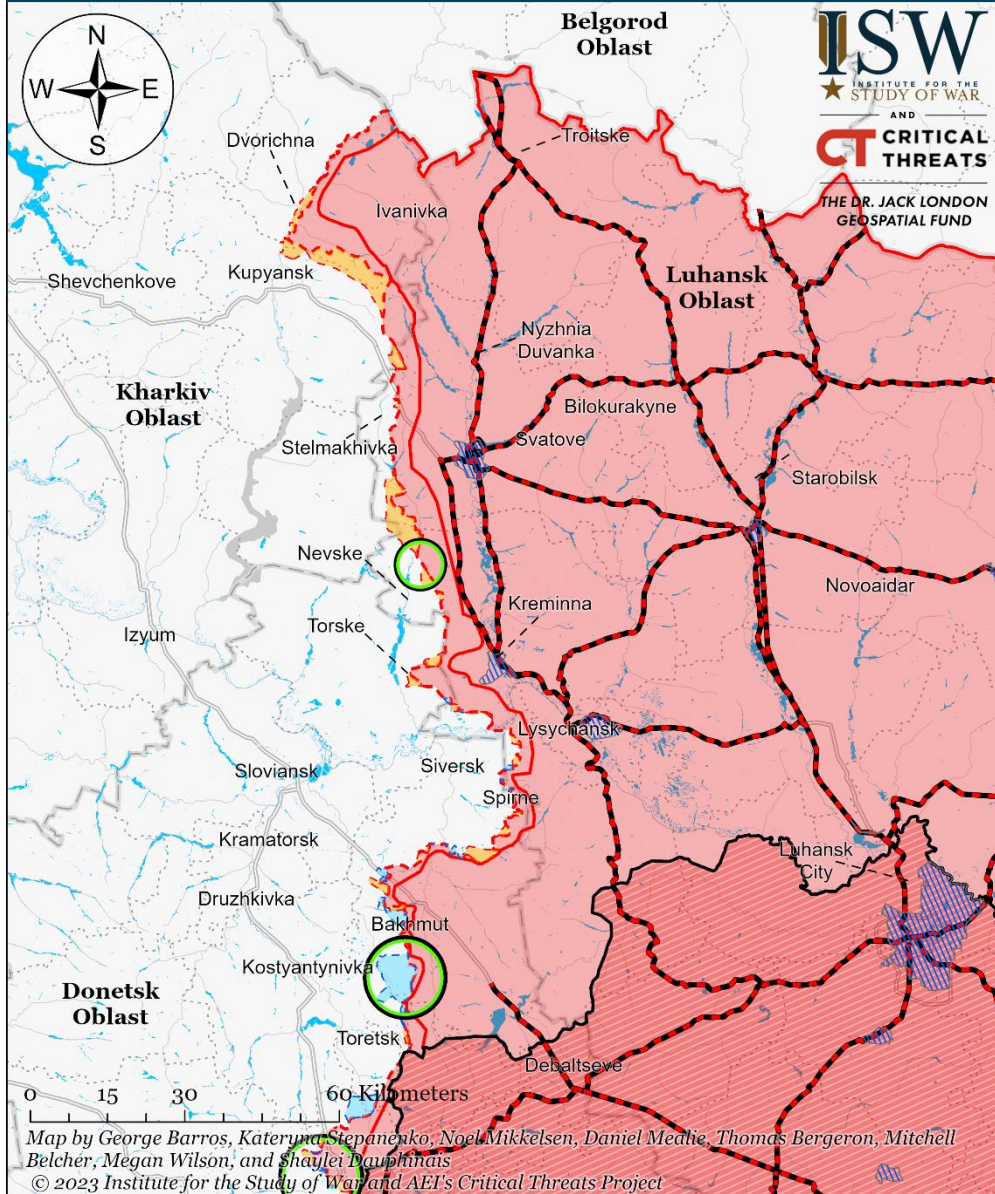 N
W
E
S
Belgorod
Oblast
ISW
INSTITUTE FOR THE
STUDY OF WAR
AND
CT CRITICAL
THREATS
THE DR. JACK LONDON
GEOSPATIAL FUND
Dvorichna
Troitske
Ivanivka
Shevchenkove
Kupyansk
Luhansk
Oblast
Nyzhnia
Duvanka
Kharkiv
Oblast
Bilokurakyne
Stelmakhivka
Svatove
Starobilsk
Nevske
Novoaidar
Kreminna
Torske
Izyum
Lysychansk
Sloviansk
Siversk
Spirne
Kramatorsk
Luhansk
City
Druzhkivka
Bakhmut
Kostyantynivka
Donetsk
Oblast
Toretsk
Debaltseve
0 15 30 60 Kilometers
Map by George Barros, Kateryna Stepanenko, Noel Mikkelsen, Daniel Mealie, Thomas Bergeron, Mitchell
Belcher, Megan Wilson, and Shaylei Dauphinais
© 2023 Institute for the Study of War and AEI's Critical Threats Project